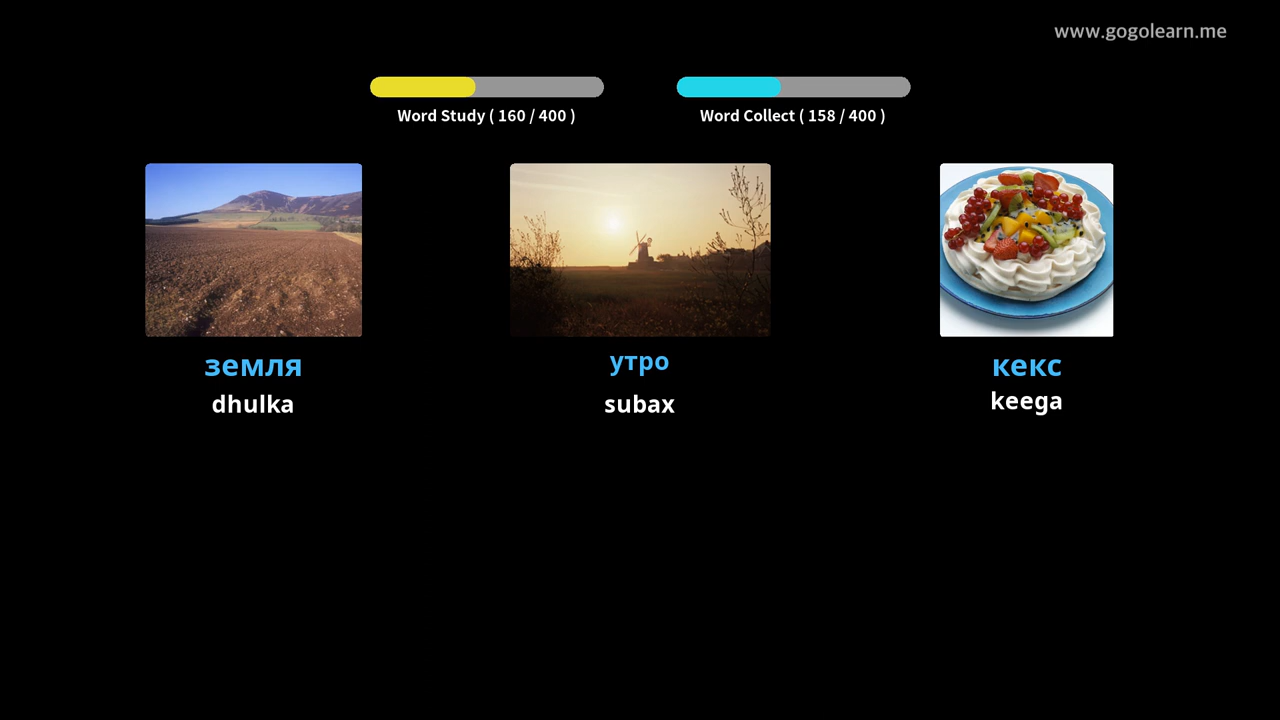 www.gogolearn.me
Word Study ( 160 / 400 )
Word Collect ( 158 / 400 )
земля
dhulka
утро
subax
кекс
keega